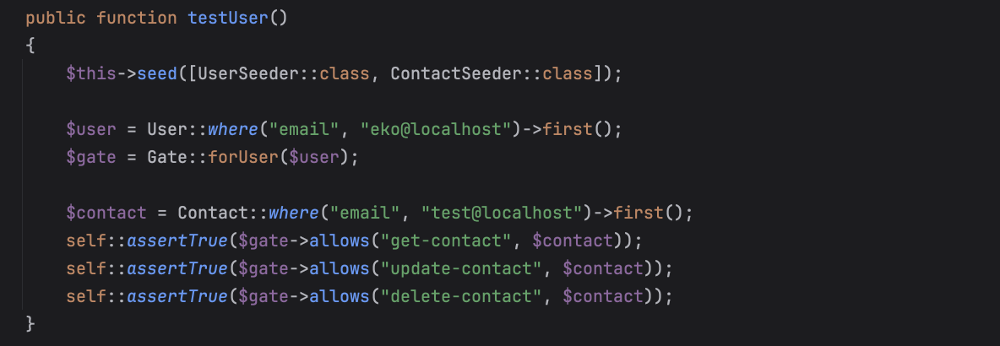 public function testUser()
{
    $this->seed([UserSeeder::class, ContactSeeder::class]);

    $user = User::where("email", "eko@localhost")->first();
    $gate = Gate::forUser($user);

    $contact = Contact::where("email", "test@localhost")->first();
    self::assertTrue($gate->allows("get-contact", $contact));
    self::assertTrue($gate->allows("update-contact", $contact));
    self::assertTrue($gate->allows("delete-contact", $contact));
}